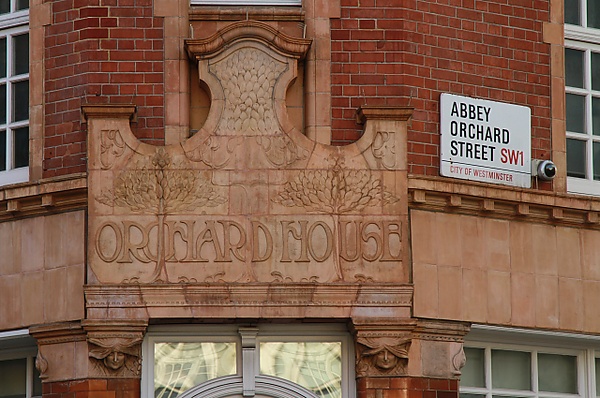 ABBEY
ORCHARD
STREET SW1
CITY OF WESTMINSTER
ORCHARD HOUSE